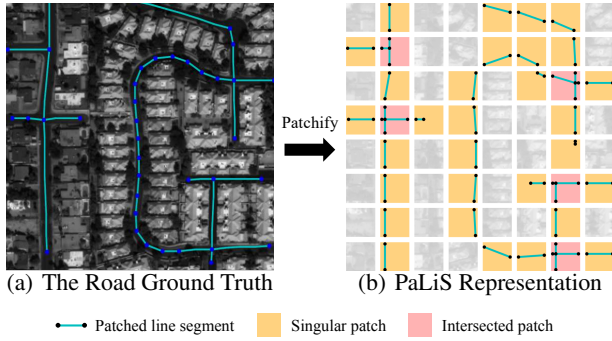 Patchify
(a) The Road Ground Truth
(b) PaLiS Representation
Patched line segment
Singular patch
Intersected patch